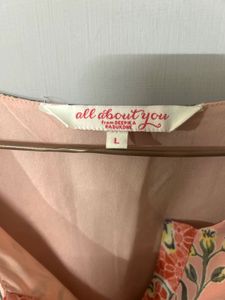 all about you
from DEEPIKA
PADUKONE
L